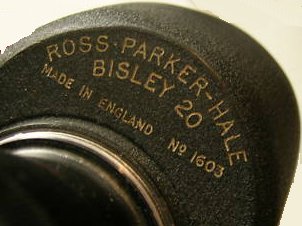 ROSS-PARKER-HALE
BISLEY 20
MADE IN ENGLAND No 1603